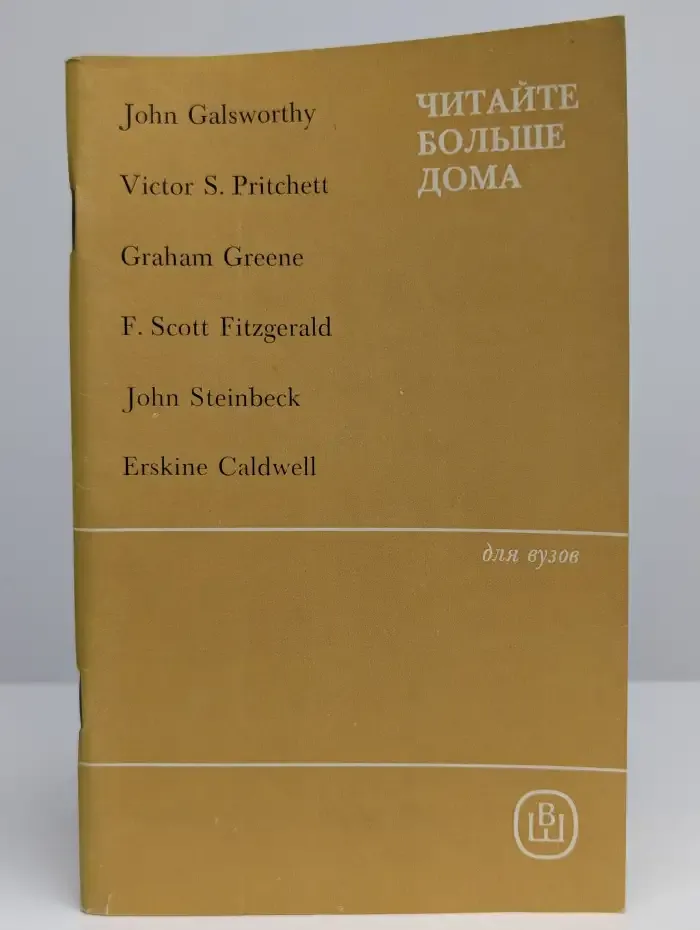 John Galsworthy
Victor S. Pritchett
Graham Greene
F. Scott Fitzgerald
John Steinbeck
Erskine Caldwell
ЧИТАЙТЕ
БОЛЬШЕ
ДОМА
для вузов
ВШ